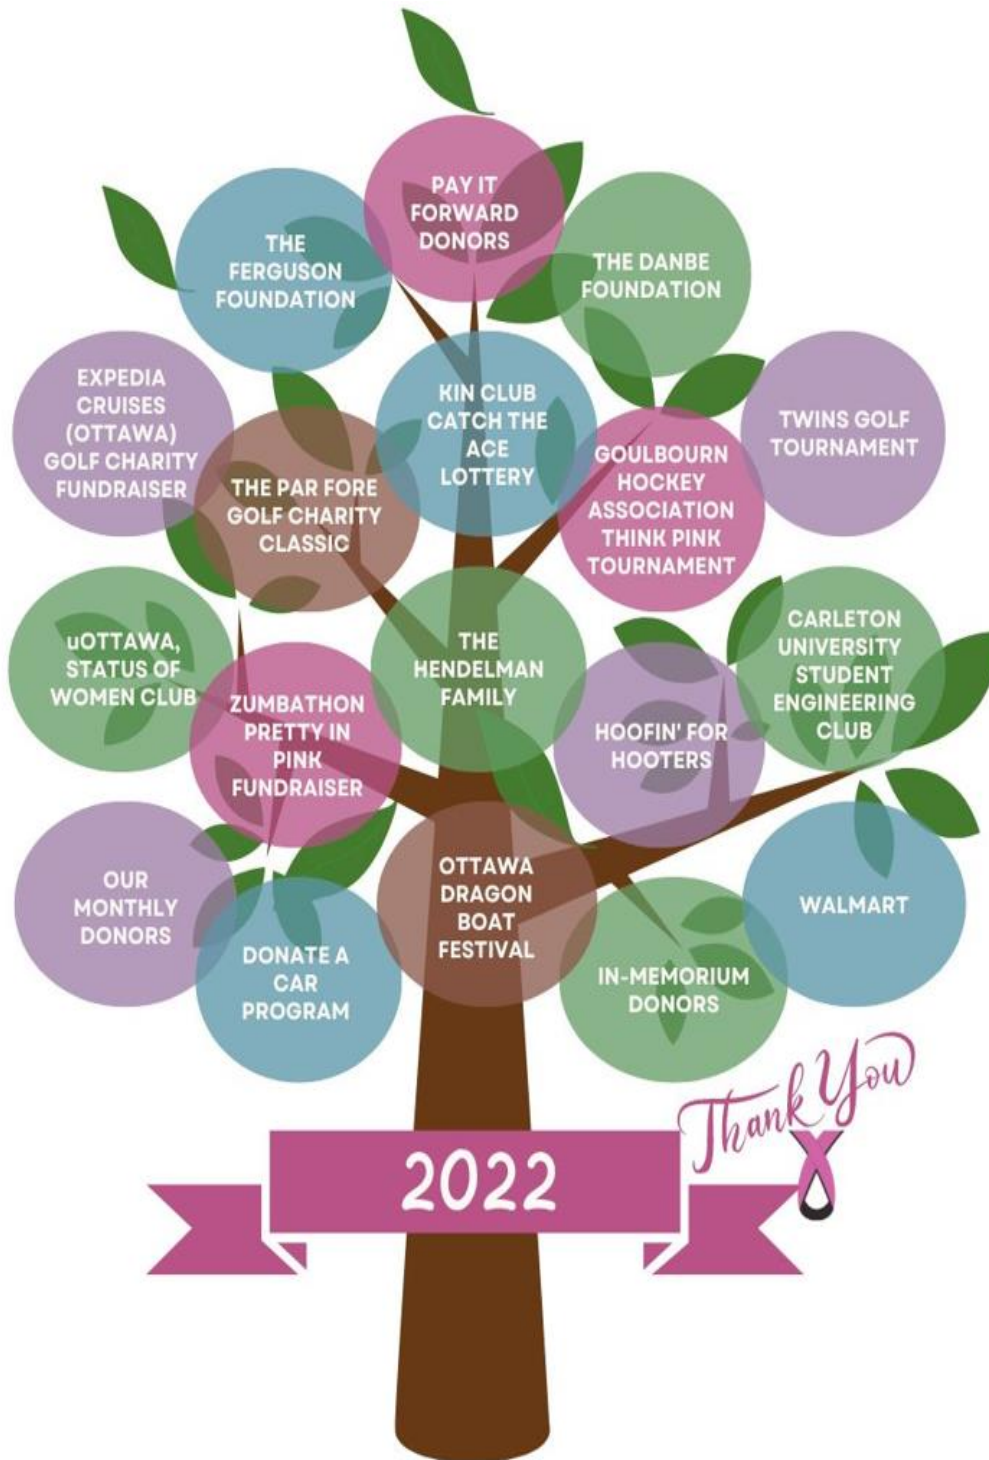 PAY IT
FORWARD
DONORS
THE
FERGUSON
FOUNDATION
THE DANBE
FOUNDATION
EXPEDIA
CRUISES
(OTTAWA)
GOLF CHARITY
FUNDRAISER
KIN CLUB
CATCH THE
ACE
LOTTERY
TWINS GOLF
TOURNAMENT
THE PAR FORE
GOLF CHARITY
CLASSIC
GOULBOURN
HOCKEY
ASSOCIATION
THINK PINK
TOURNAMENT
uOTTAWA,
STATUS OF
WOMEN CLUB
THE
HENDELMAN
FAMILY
CARLETON
UNIVERSITY
STUDENT
ENGINEERING
CLUB
ZUMBATHON
PRETTY IN
PINK
FUNDRAISER
HOOFIN' FOR
HOOTERS
OUR
MONTHLY
DONORS
OTTAWA
DRAGON
BOAT
FESTIVAL
WALMART
DONATE A
CAR
PROGRAM
IN-MEMORIUM
DONORS
Thank You
2022